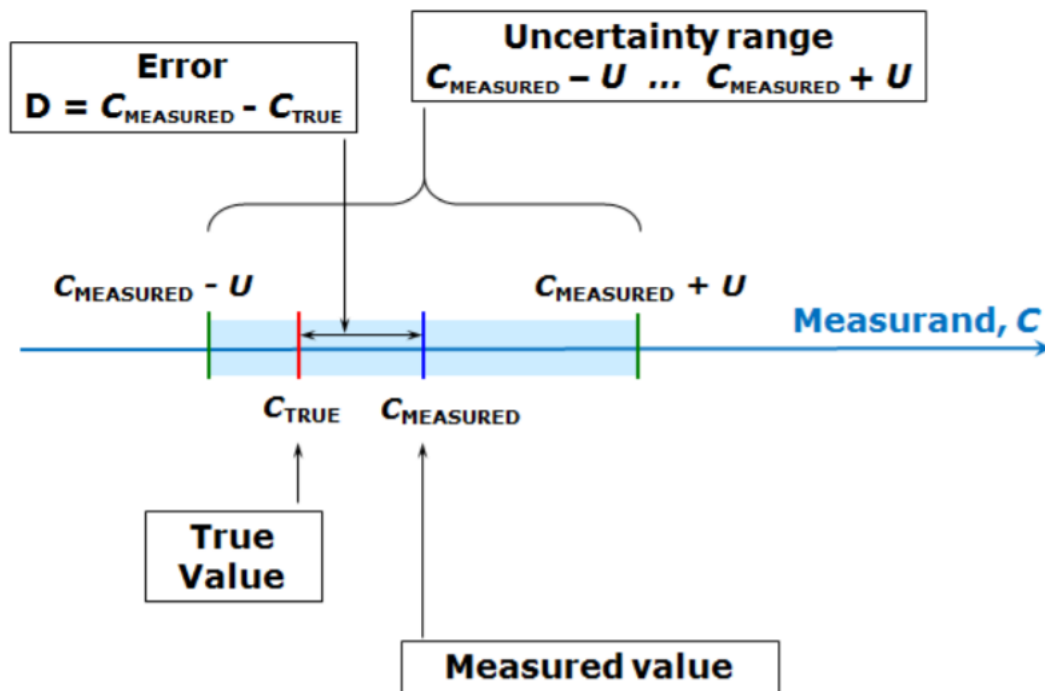 Error
D = CMEASURED - CTRUE
Uncertainty range
CMEASURED – U ... CMEASURED + U
CMEASURED - U
CMEASURED + U
Measurand, C
CTRUE
CMEASURED
True
Value
Measured value